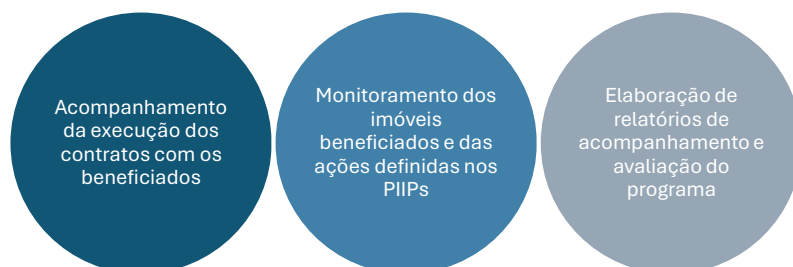 Acompanhamento
da execução dos
contratos com os
beneficiados
Monitoramento dos
imóveis
beneficiados e das
ações definidas nos
PIIPs
Elaboração de
relatórios de
acompanhamento e
avaliação do
programa